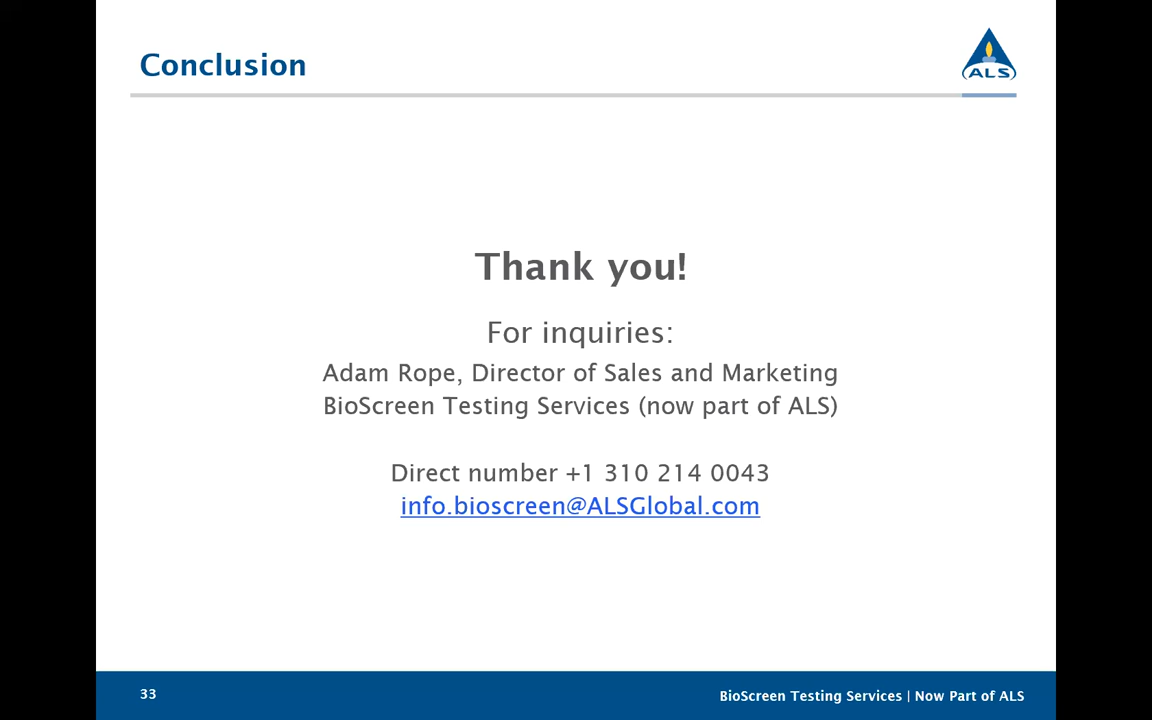 Conclusion
ALS
Thank you!
For inquiries:
Adam Rope, Director of Sales and Marketing
BioScreen Testing Services (now part of ALS)
Direct number +1 310 214 0043
info.bioscreen@ALSGlobal.com
33
BioScreen Testing Services | Now Part of ALS